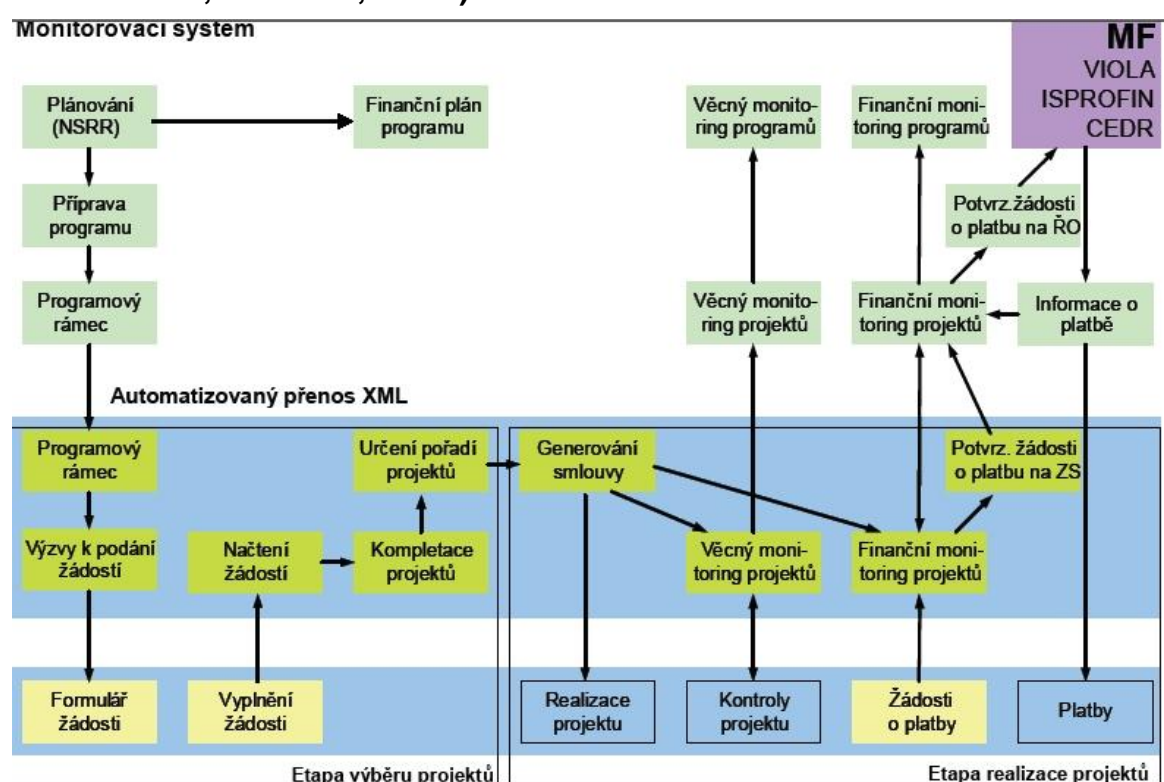 Monitorovací systém
MF
VIOLA
ISPROFIN
CEDR
Plánování
(NSRR)
Finanční plán
programu
Věcný monito-
ring programů
Finanční moni-
toring programů
Příprava
programu
Potvrz.žádosti
o platbu na ŘO
Programový
rámec
Věcný monito-
ring projektů
Finanční moni-
toring projektů
Informace o
platbě
Automatizovaný přenos XML
Programový
rámec
Určení pořadí
projektů
Generování
smlouvy
Potvrz. žádosti
o platbu na ZS
Výzvy k podání
žádostí
Načtení
žádostí
Kompletace
projektů
Věcný moni-
toring projektů
Finanční moni-
toring projektů
Formulář
žádosti
Vyplnění
žádosti
Realizace
projektu
Kontroly
projektu
Žádosti
o platby
Platby
Etapa výběru projektů
Etapa realizace projektů